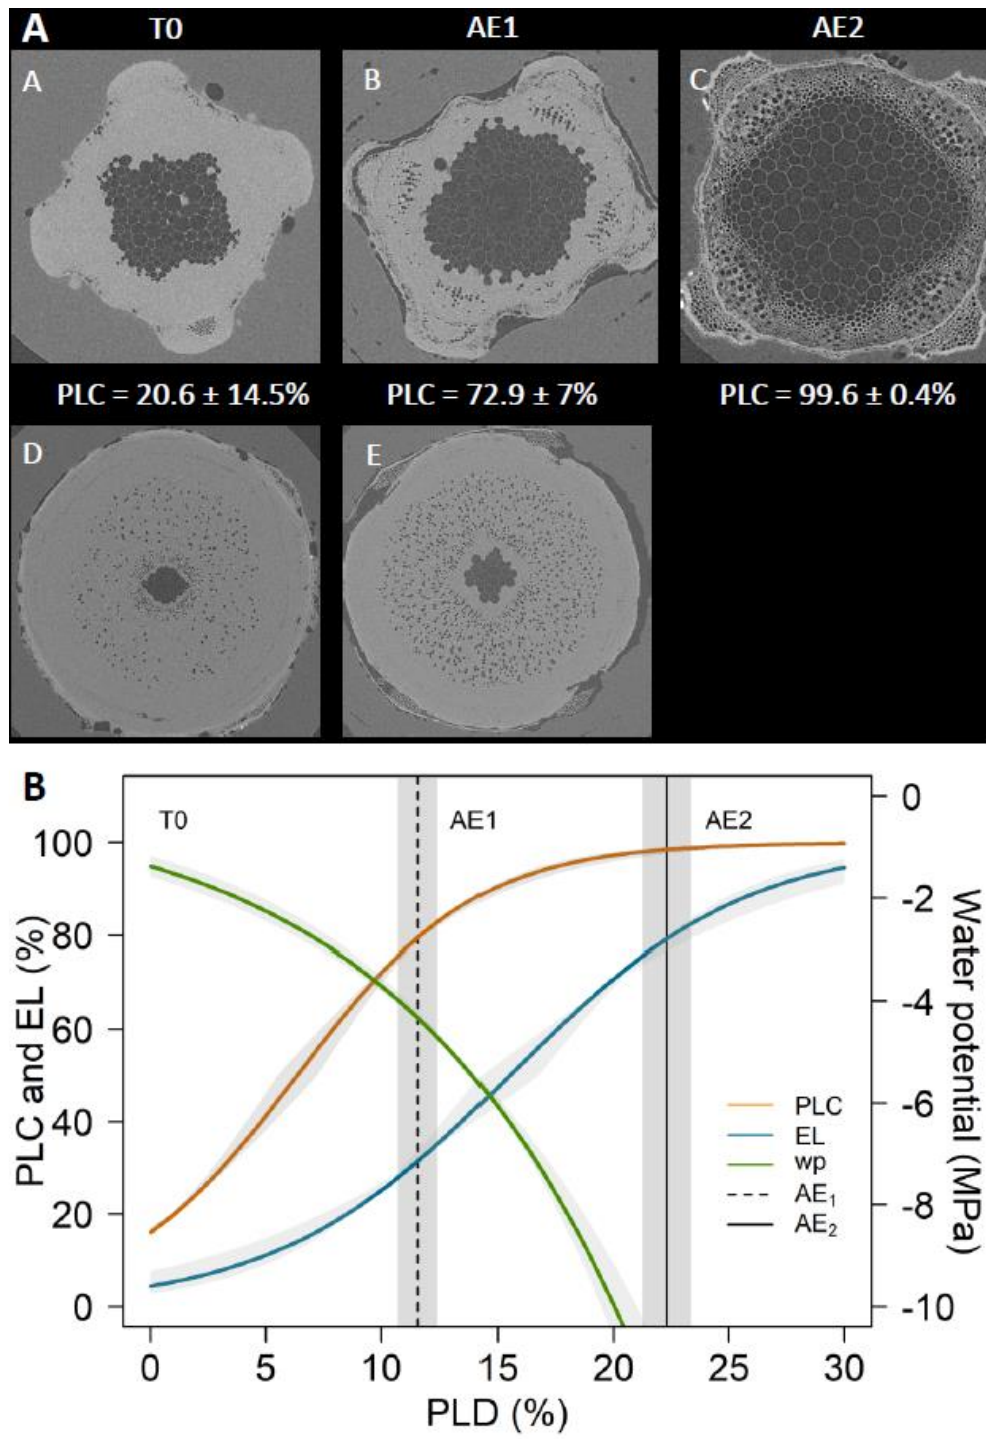 A T0 AE1 AE2
A B C
PLC = 20.6 ± 14.5% PLC = 72.9 ± 7% PLC = 99.6 ± 0.4%
D E
B
T0 AE1 AE2
100
80
60
40
20
0
PLC and EL (%)
0
-2
-4
-6
-8
-10
Water potential (MPa)
PLC
EL
wp
AE₁
AE₂
0 5 10 15 20 25 30
PLD (%)